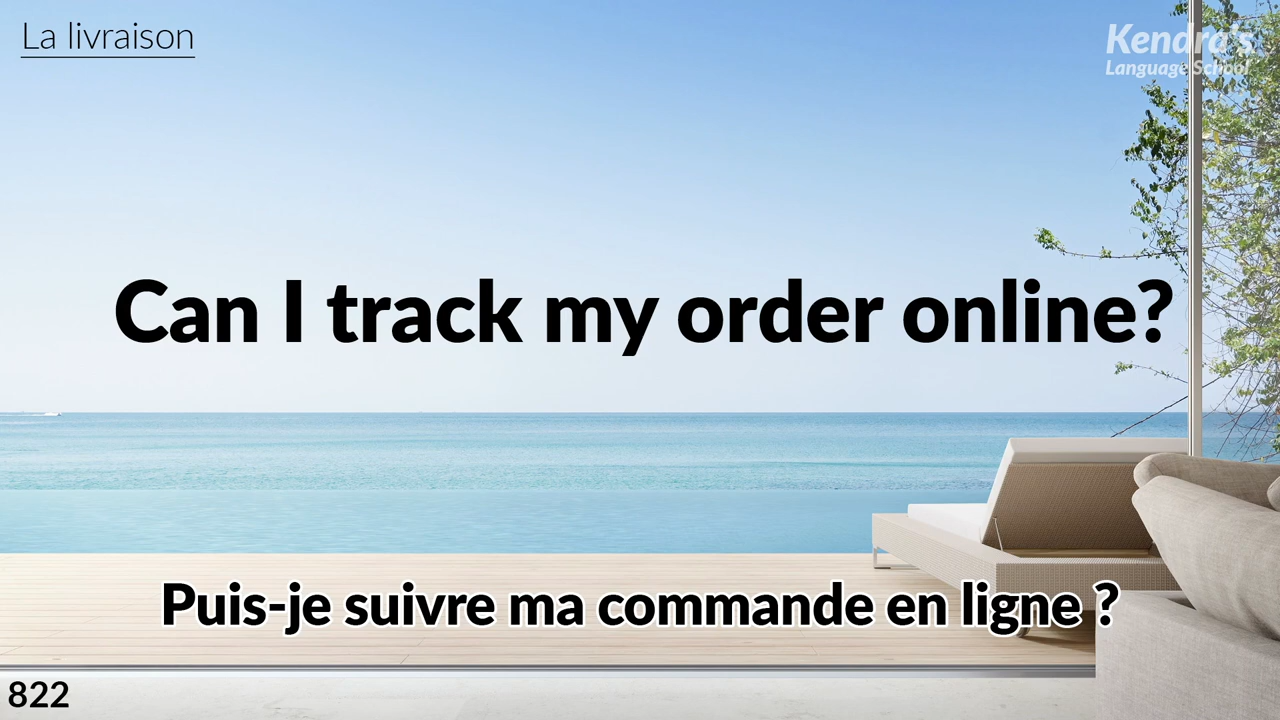 La livraison
Kendra's
Language School
Can I track my order online?
Puis-je suivre ma commande en ligne ?
822